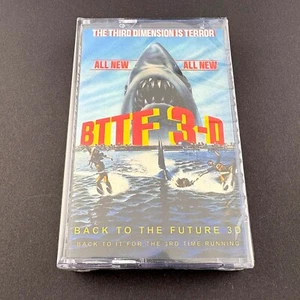 THE THIRD DIMENSION IS TERROR
ALL NEW ALL NEW
BTTF 3-D
BACK TO THE FUTURE 3D
BACK TO II FOR THE 3RD TIME RUNNING